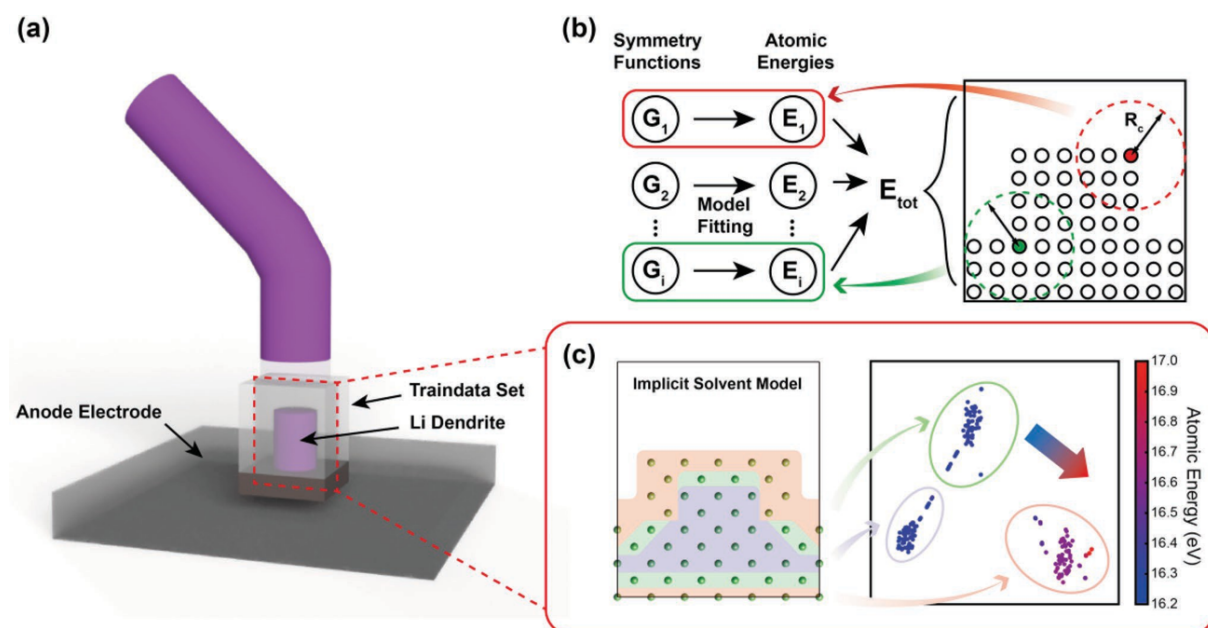 (a)
Anode Electrode
Traindata Set
Li Dendrite
(b)
Symmetry
Functions
Atomic
Energies
G1
E1
G2
E2
Model
Fitting
Gi
Ei
Etot
Rc
(c)
Implicit Solvent Model
17.0
16.9
16.8
16.7
16.6
16.5
16.4
16.3
16.2
Atomic Energy (eV)